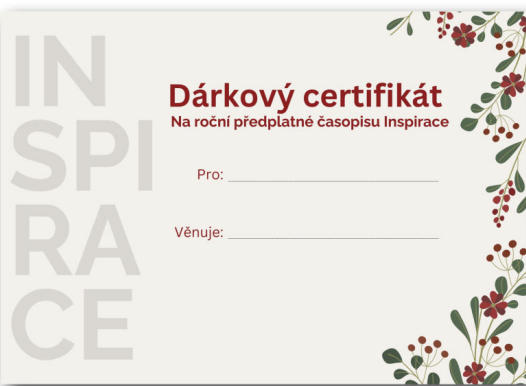 IN
SPI
RA
CE
Dárkový certifikát
Na roční předplatné časopisu Inspirace
Pro:
Věnuje: